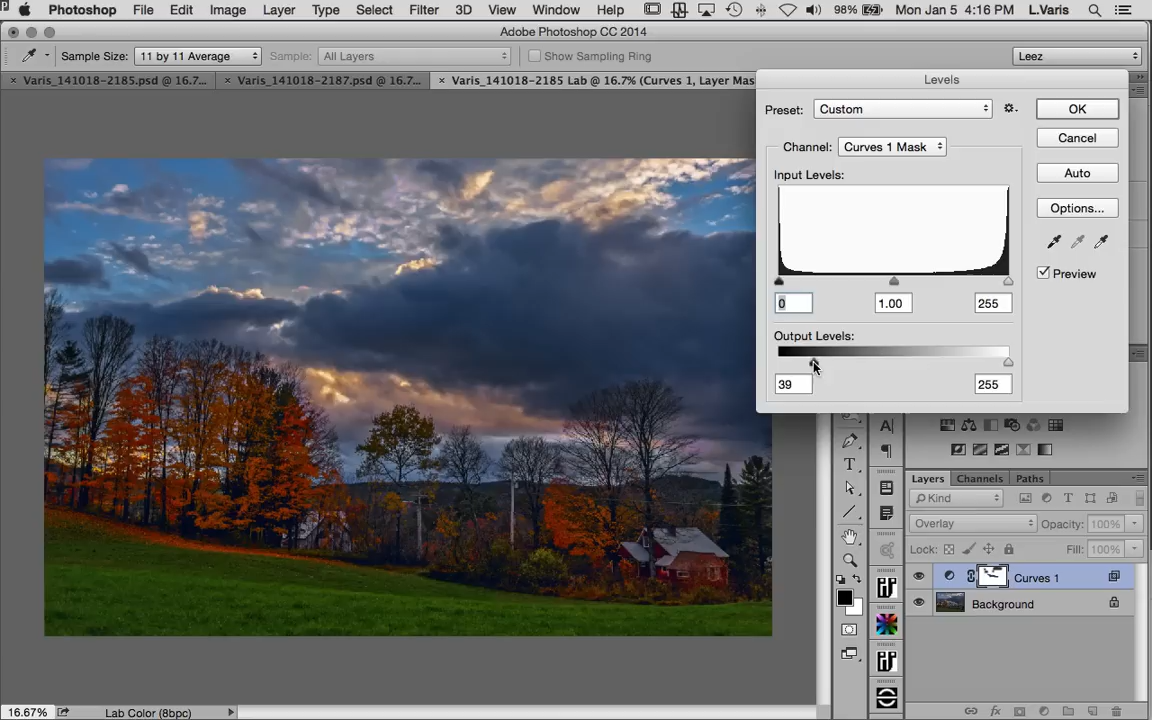 Photoshop File Edit Image Layer Type Select Filter 3D View Window Help 98% Mon Jan 5 4:16 PM L.Varis
Adobe Photoshop CC 2014
Sample Size: 11 by 11 Average Sample: All Layers Show Sampling Ring Leez
Varis_141018-2185.psd @ 16.7... Varis_141018-2187.psd @ 16.7... Varis_141018-2185 Lab @ 16.7% (Curves 1, Layer Mas
Levels
Preset: Custom OK
Cancel
Channel: Curves 1 Mask
Input Levels: Auto
Options...
Preview
0 1.00 255
Output Levels:
39 255
Layers Channels Paths
Kind
Overlay Opacity: 100%
Lock: Fill: 100%
Curves 1
Background
16.67% Lab Color (8bpc)